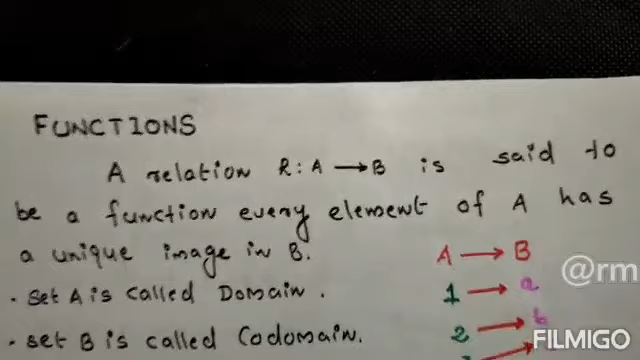 FUNCTIONS
A relation R: A → B is said to
be a function every element of A has
a unique image in B.
A → B
• Set A is called Domain.
1 → a
• Set B is called Codomain.
2 → b
@rm
FILMIGO